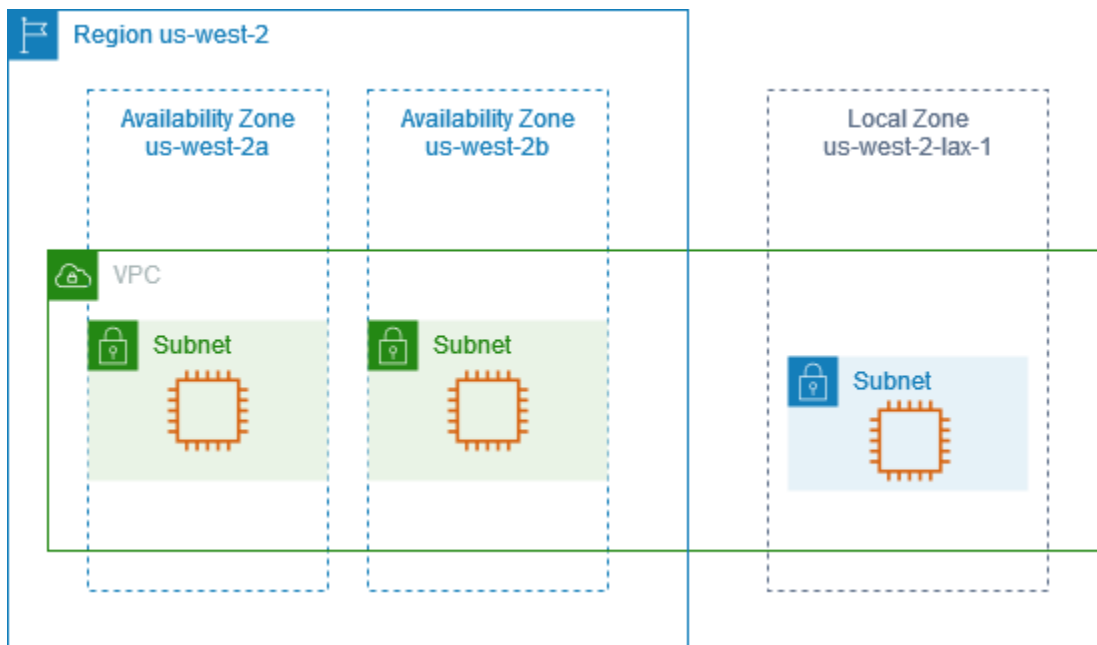 Region us-west-2
Availability Zone
us-west-2a
Availability Zone
us-west-2b
Local Zone
us-west-2-lax-1
VPC
Subnet
Subnet
Subnet